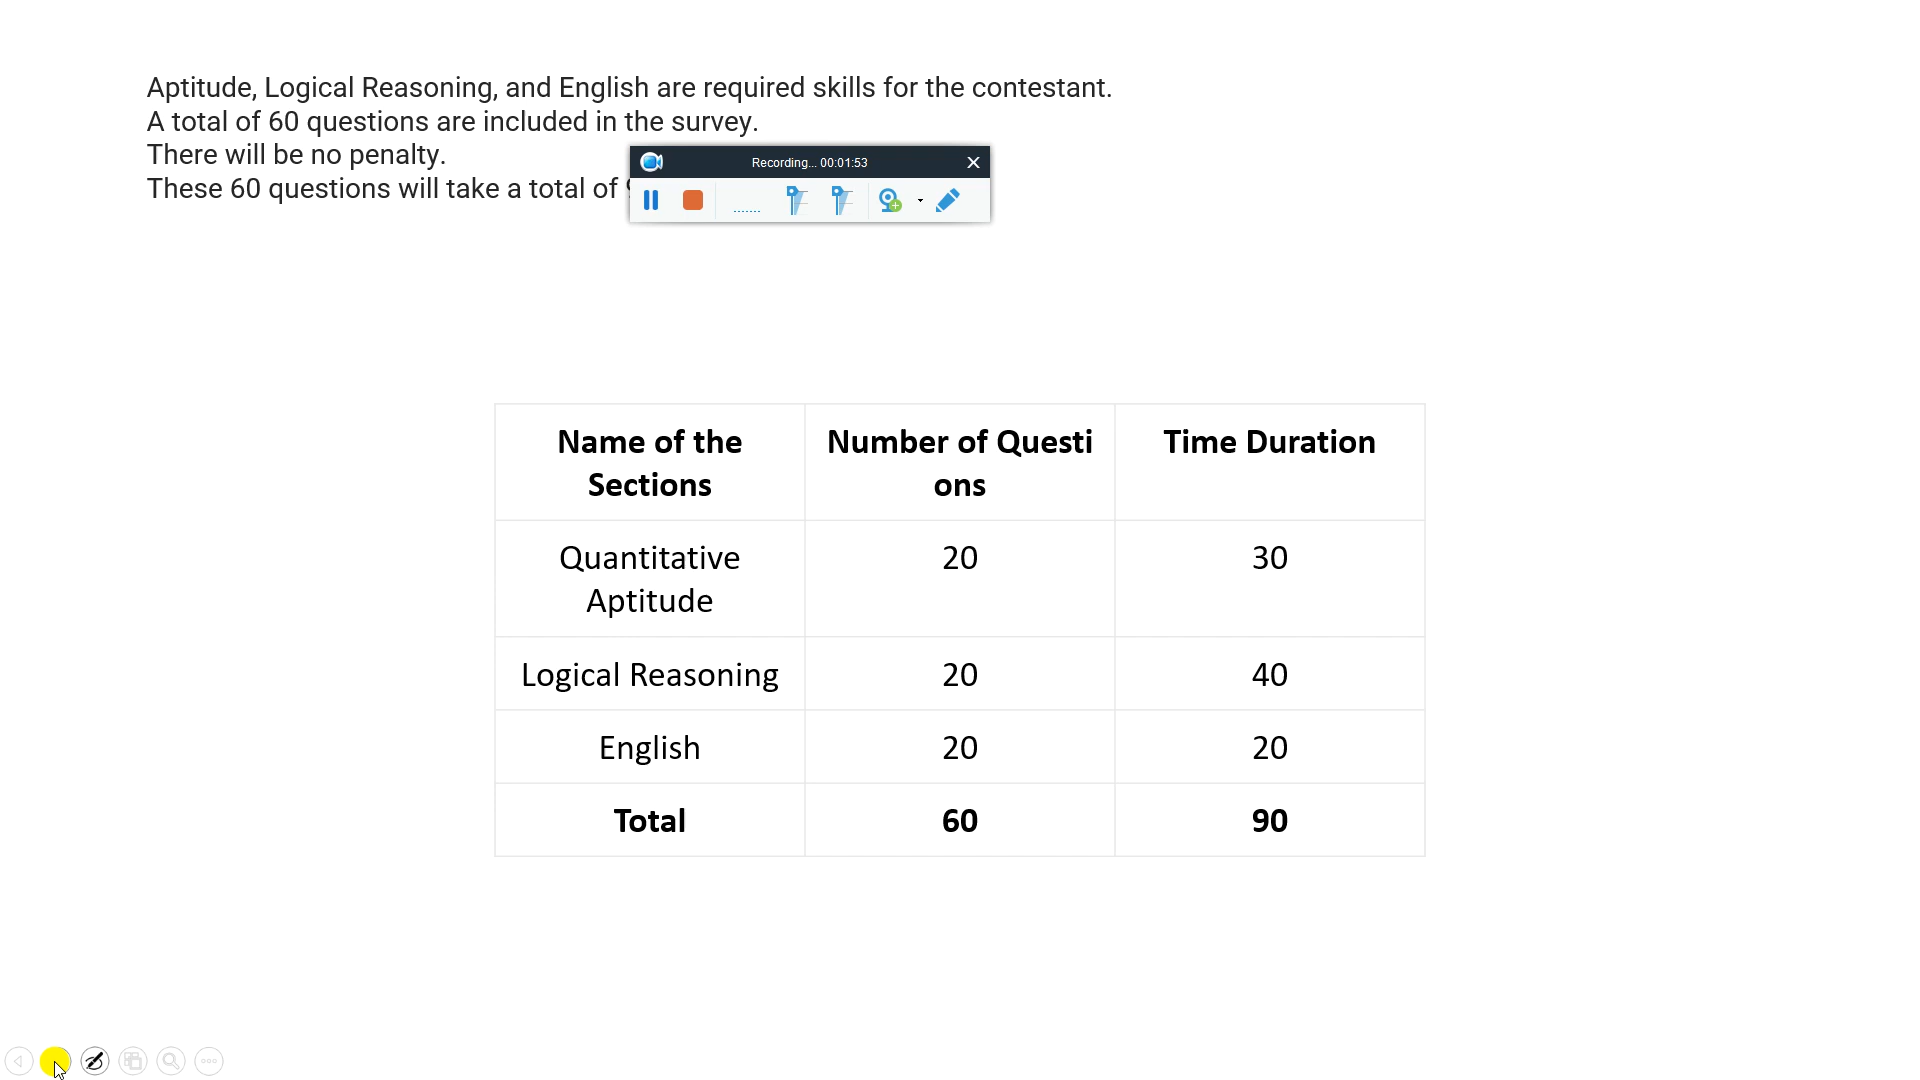 Aptitude, Logical Reasoning, and English are required skills for the contestant.
A total of 60 questions are included in the survey.
There will be no penalty.
These 60 questions will take a total of
Recording... 00:01:53
Name of the Sections
Number of Questi
ons
Time Duration
Quantitative Aptitude
20
30
Logical Reasoning
20
40
English
20
20
Total
60
90